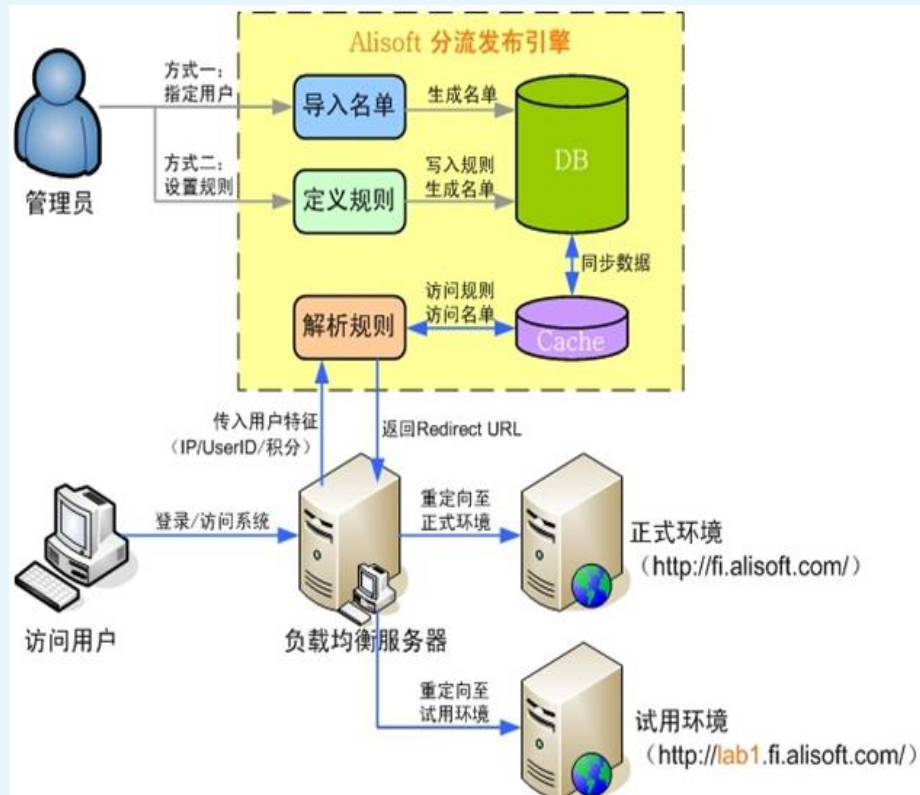 Alisoft 分流发布引擎
方式一：
指定用户
导入名单
生成名单
DB
管理员
方式二：
设置规则
定义规则
写入规则
生成名单
同步数据
解析规则
访问规则
访问名单
Cache
传入用户特征
（IP/UserID/积分）
返回Redirect URL
登录/访问系统
访问用户
负载均衡服务器
重定向至
正式环境
正式环境
（http://fi.alisoft.com/）
重定向至
试用环境
试用环境
（http://lab1.fi.alisoft.com/）